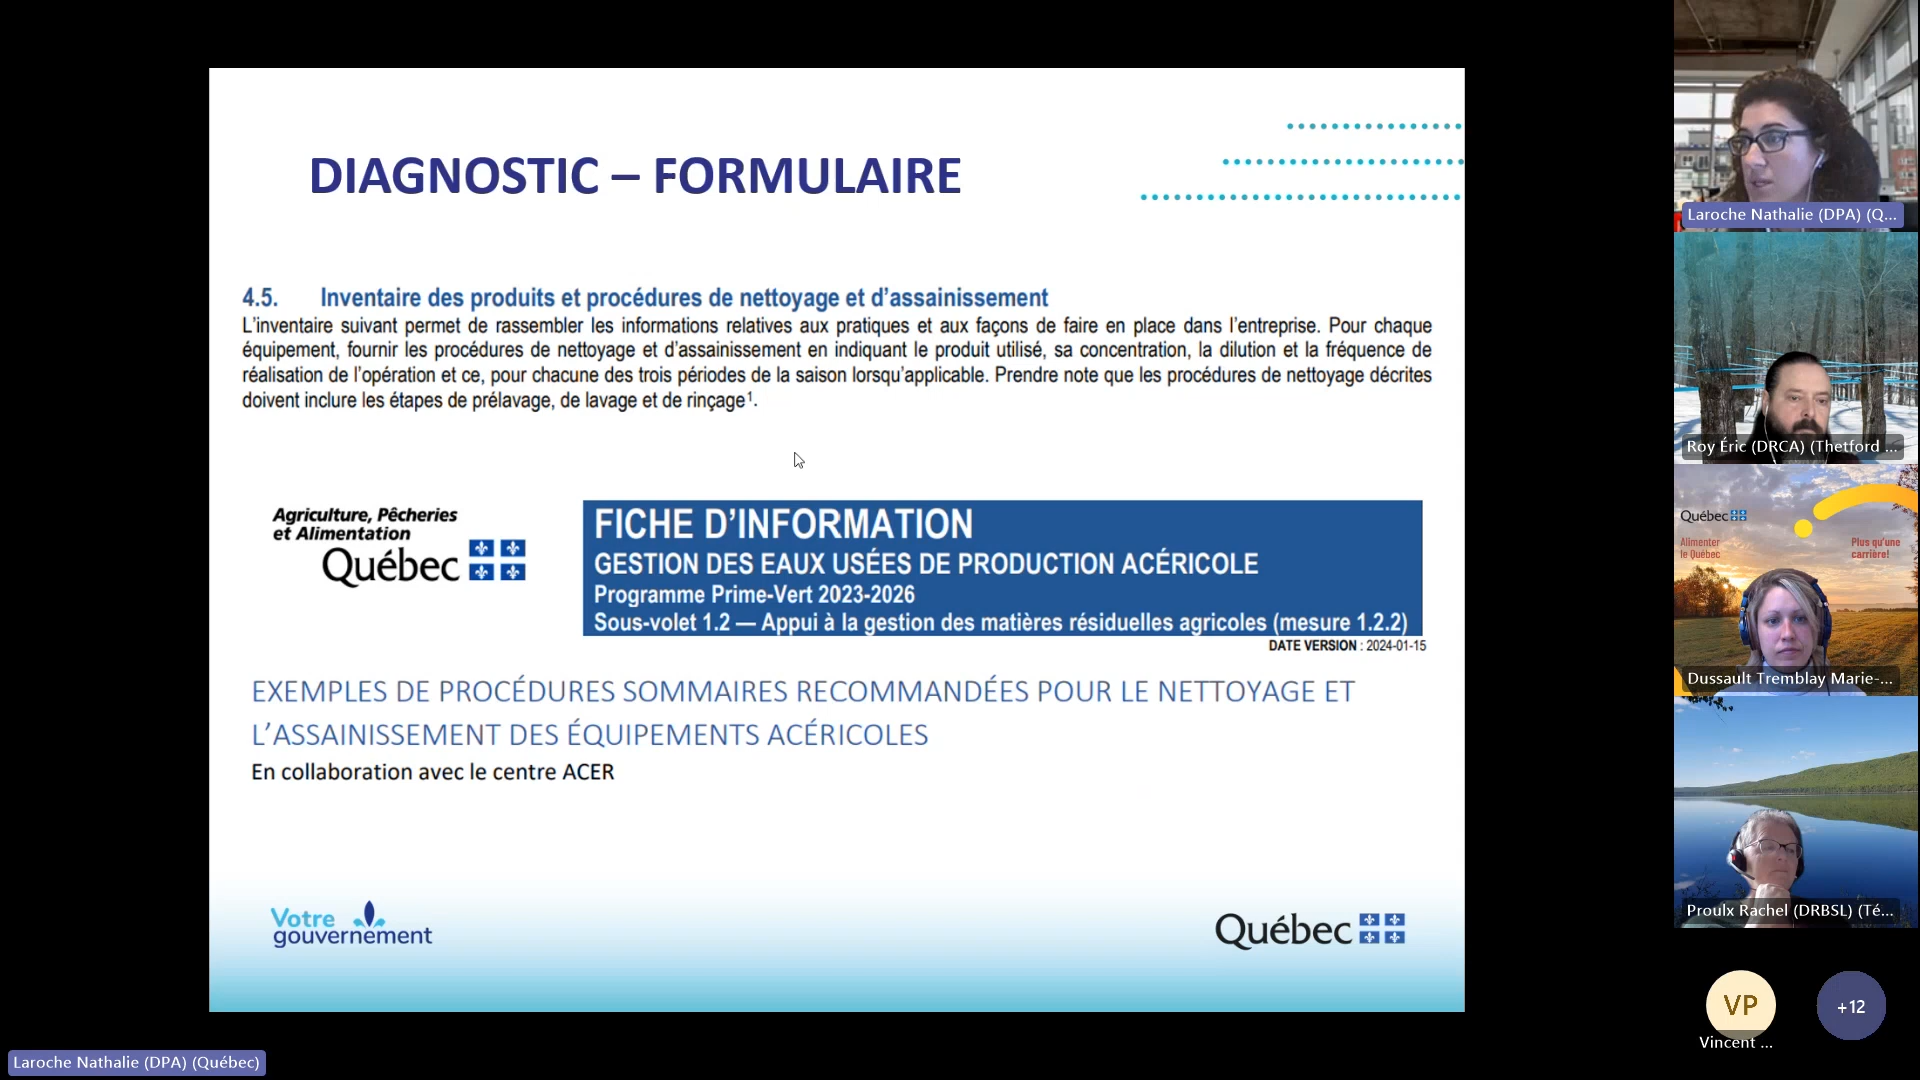 DIAGNOSTIC – FORMULAIRE
4.5. Inventaire des produits et procédures de nettoyage et d’assainissement
L’inventaire suivant permet de rassembler les informations relatives aux pratiques et aux façons de faire en place dans l’entreprise. Pour chaque
équipement, fournir les procédures de nettoyage et d’assainissement en indiquant le produit utilisé, sa concentration, la dilution et la fréquence de
réalisation de l’opération et ce, pour chacune des trois périodes de la saison lorsqu’applicable. Prendre note que les procédures de nettoyage décrites
doivent inclure les étapes de prélavage, de lavage et de rinçage¹.
Agriculture, Pêcheries
et Alimentation
Québec
FICHE D’INFORMATION
GESTION DES EAUX USÉES DE PRODUCTION ACÉRICOLE
Programme Prime-Vert 2023-2026
Sous-volet 1.2 — Appui à la gestion des matières résiduelles agricoles (mesure 1.2.2)
DATE VERSION : 2024-01-15
EXEMPLES DE PROCÉDURES SOMMAIRES RECOMMANDÉES POUR LE NETTOYAGE ET
L’ASSAINISSEMENT DES ÉQUIPEMENTS ACÉRICOLES
En collaboration avec le centre ACER
Votre
gouvernement
Québec
Laroche Nathalie (DPA) (Québec)
Laroche Nathalie (DPA) (Q...
Roy Éric (DRCA) (Thetford ...
Québec
Alimenter
le Québec
Plus qu'une
carrière!
Dussault Tremblay Marie-...
Proulx Rachel (DRBSL) (Té...
VP
Vincent ...
+12